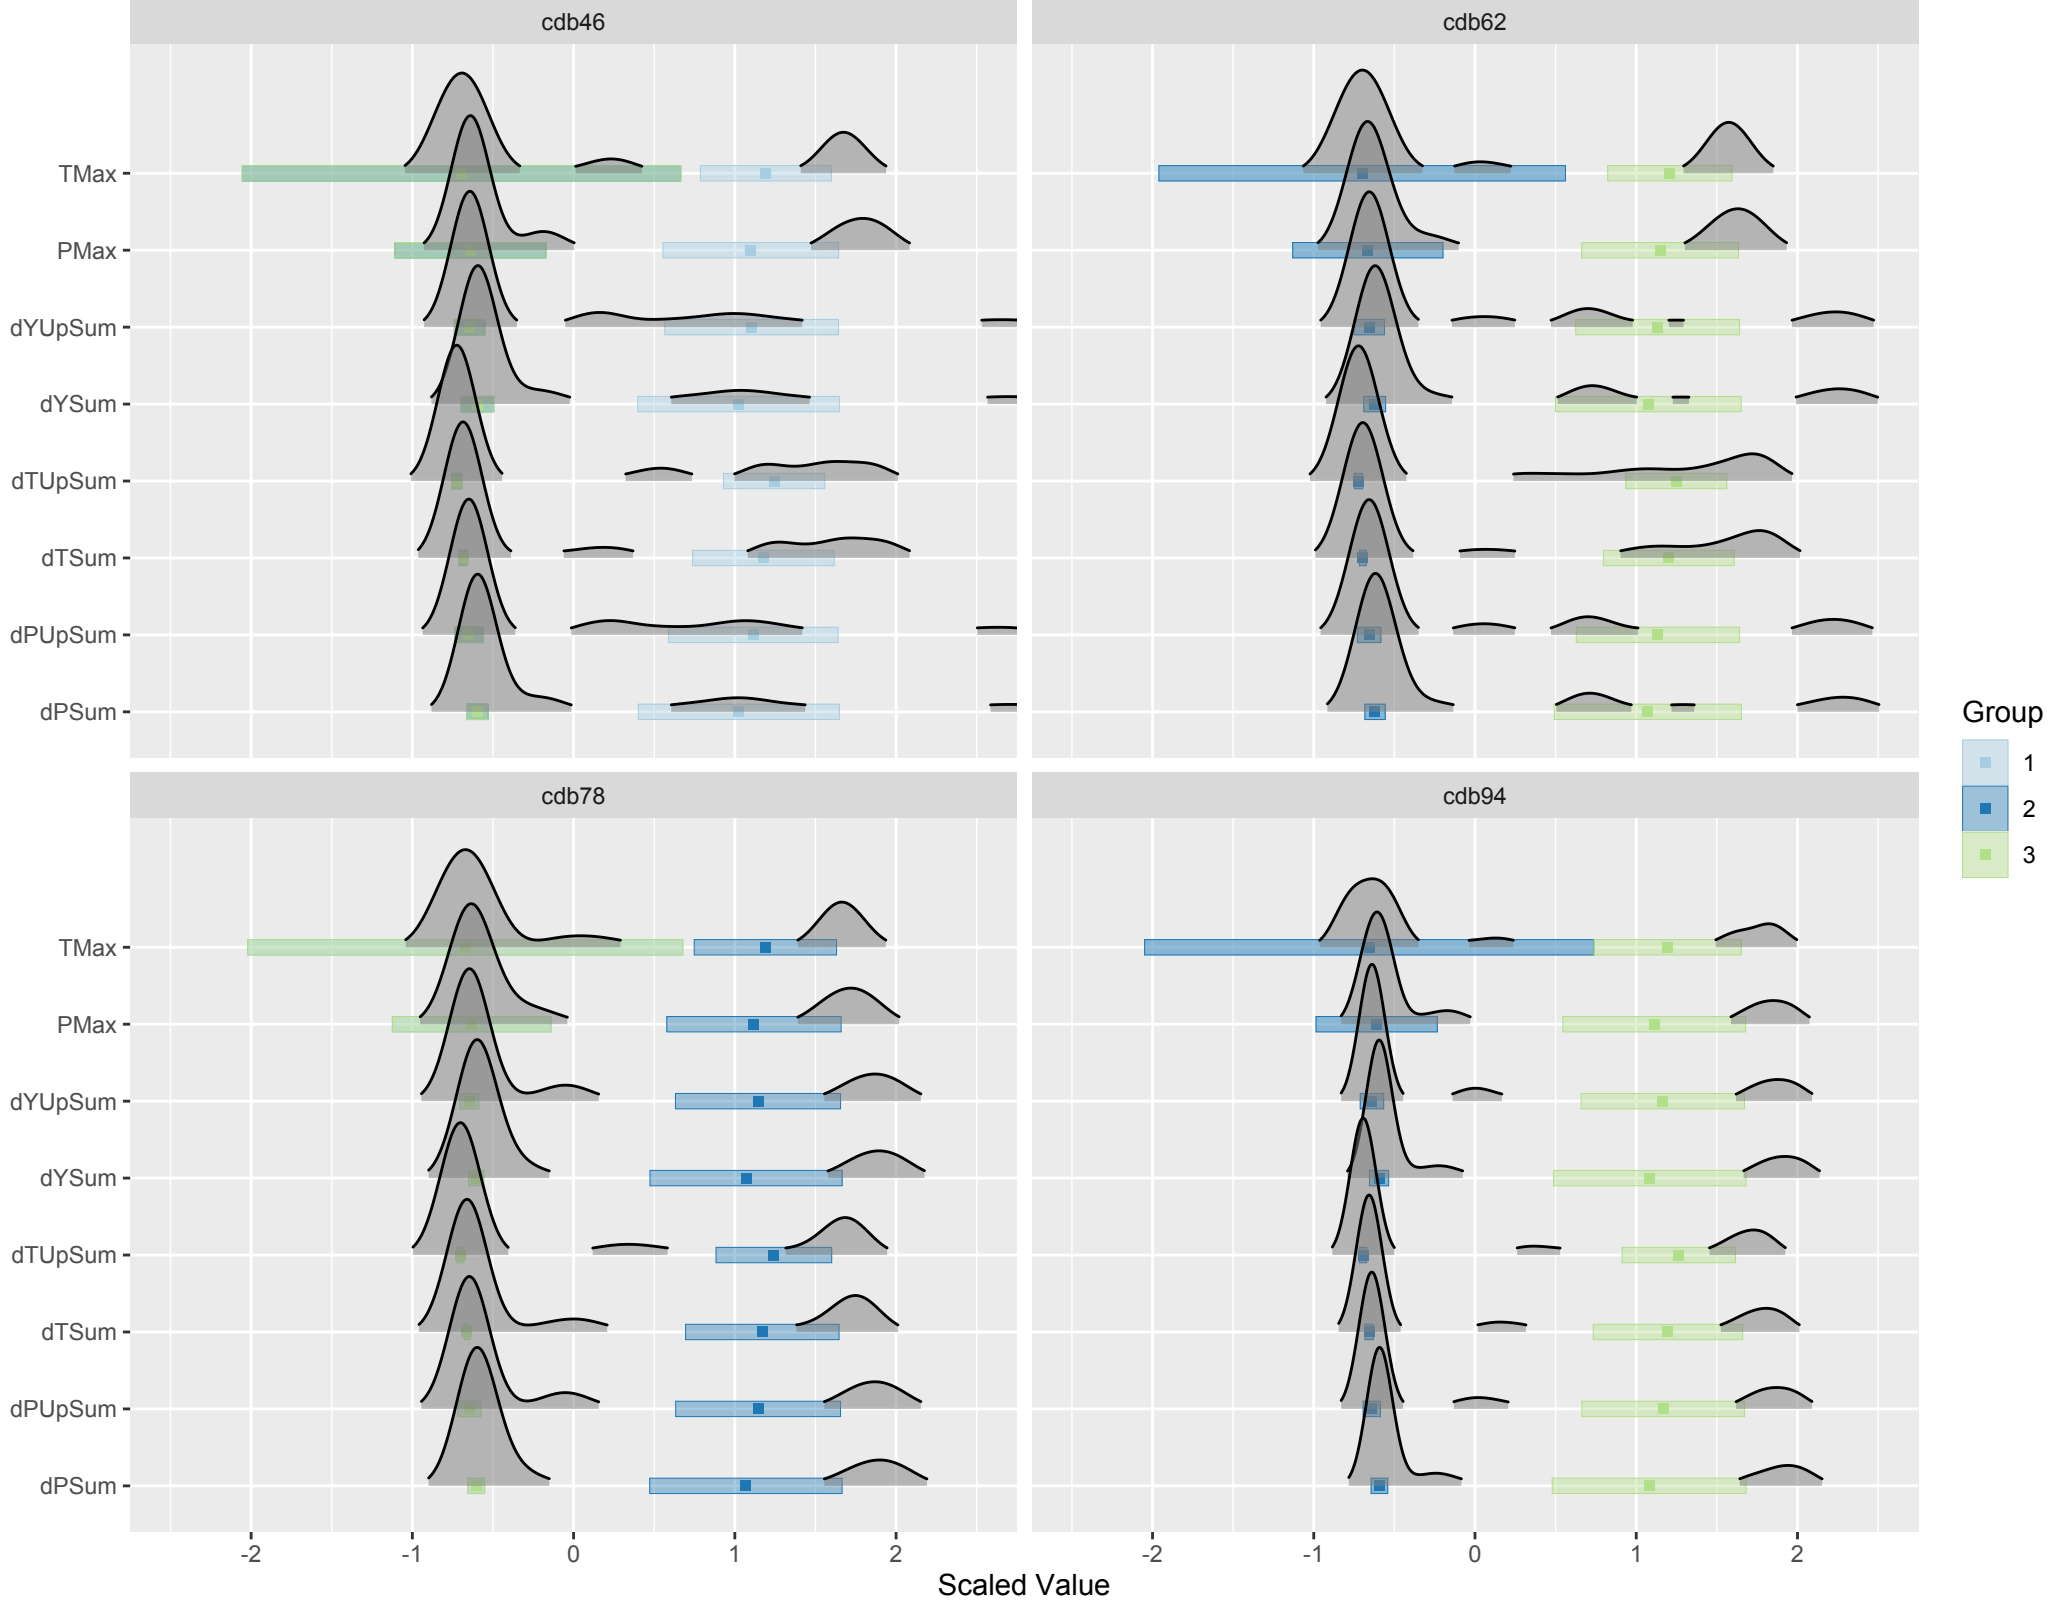 cdb46
cdb62
TMax
PMax
dYUpSum
dYSum
dTUpSum
dTSum
dPUpSum
dPSum
Group
1
2
3
cdb78
cdb94
TMax
PMax
dYUpSum
dYSum
dTUpSum
dTSum
dPUpSum
dPSum
-2 -1 0 1 2
-2 -1 0 1 2
Scaled Value